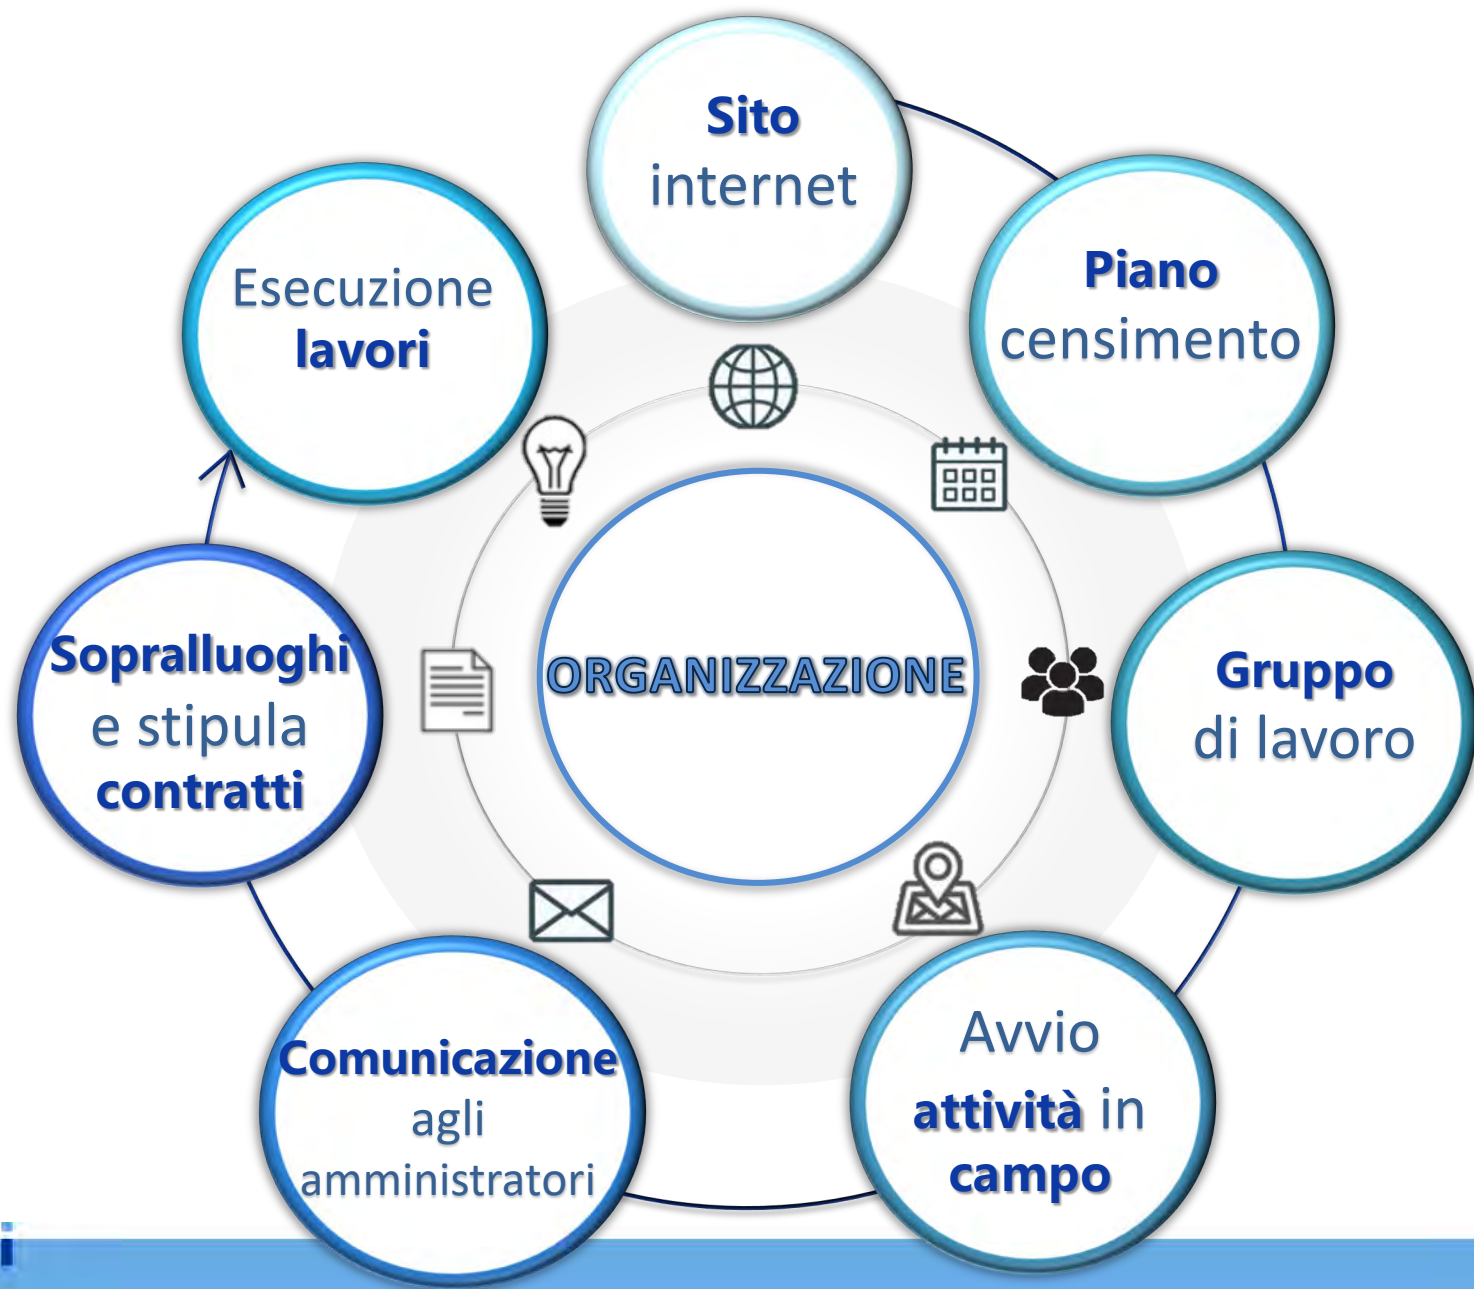 Sito
internet
Piano
censimento
Gruppo
di lavoro
Avvio
attività in
campo
Comunicazione
agli
amministratori
Sopralluoghi
e stipula
contratti
Esecuzione
lavori
ORGANIZZAZIONE
i